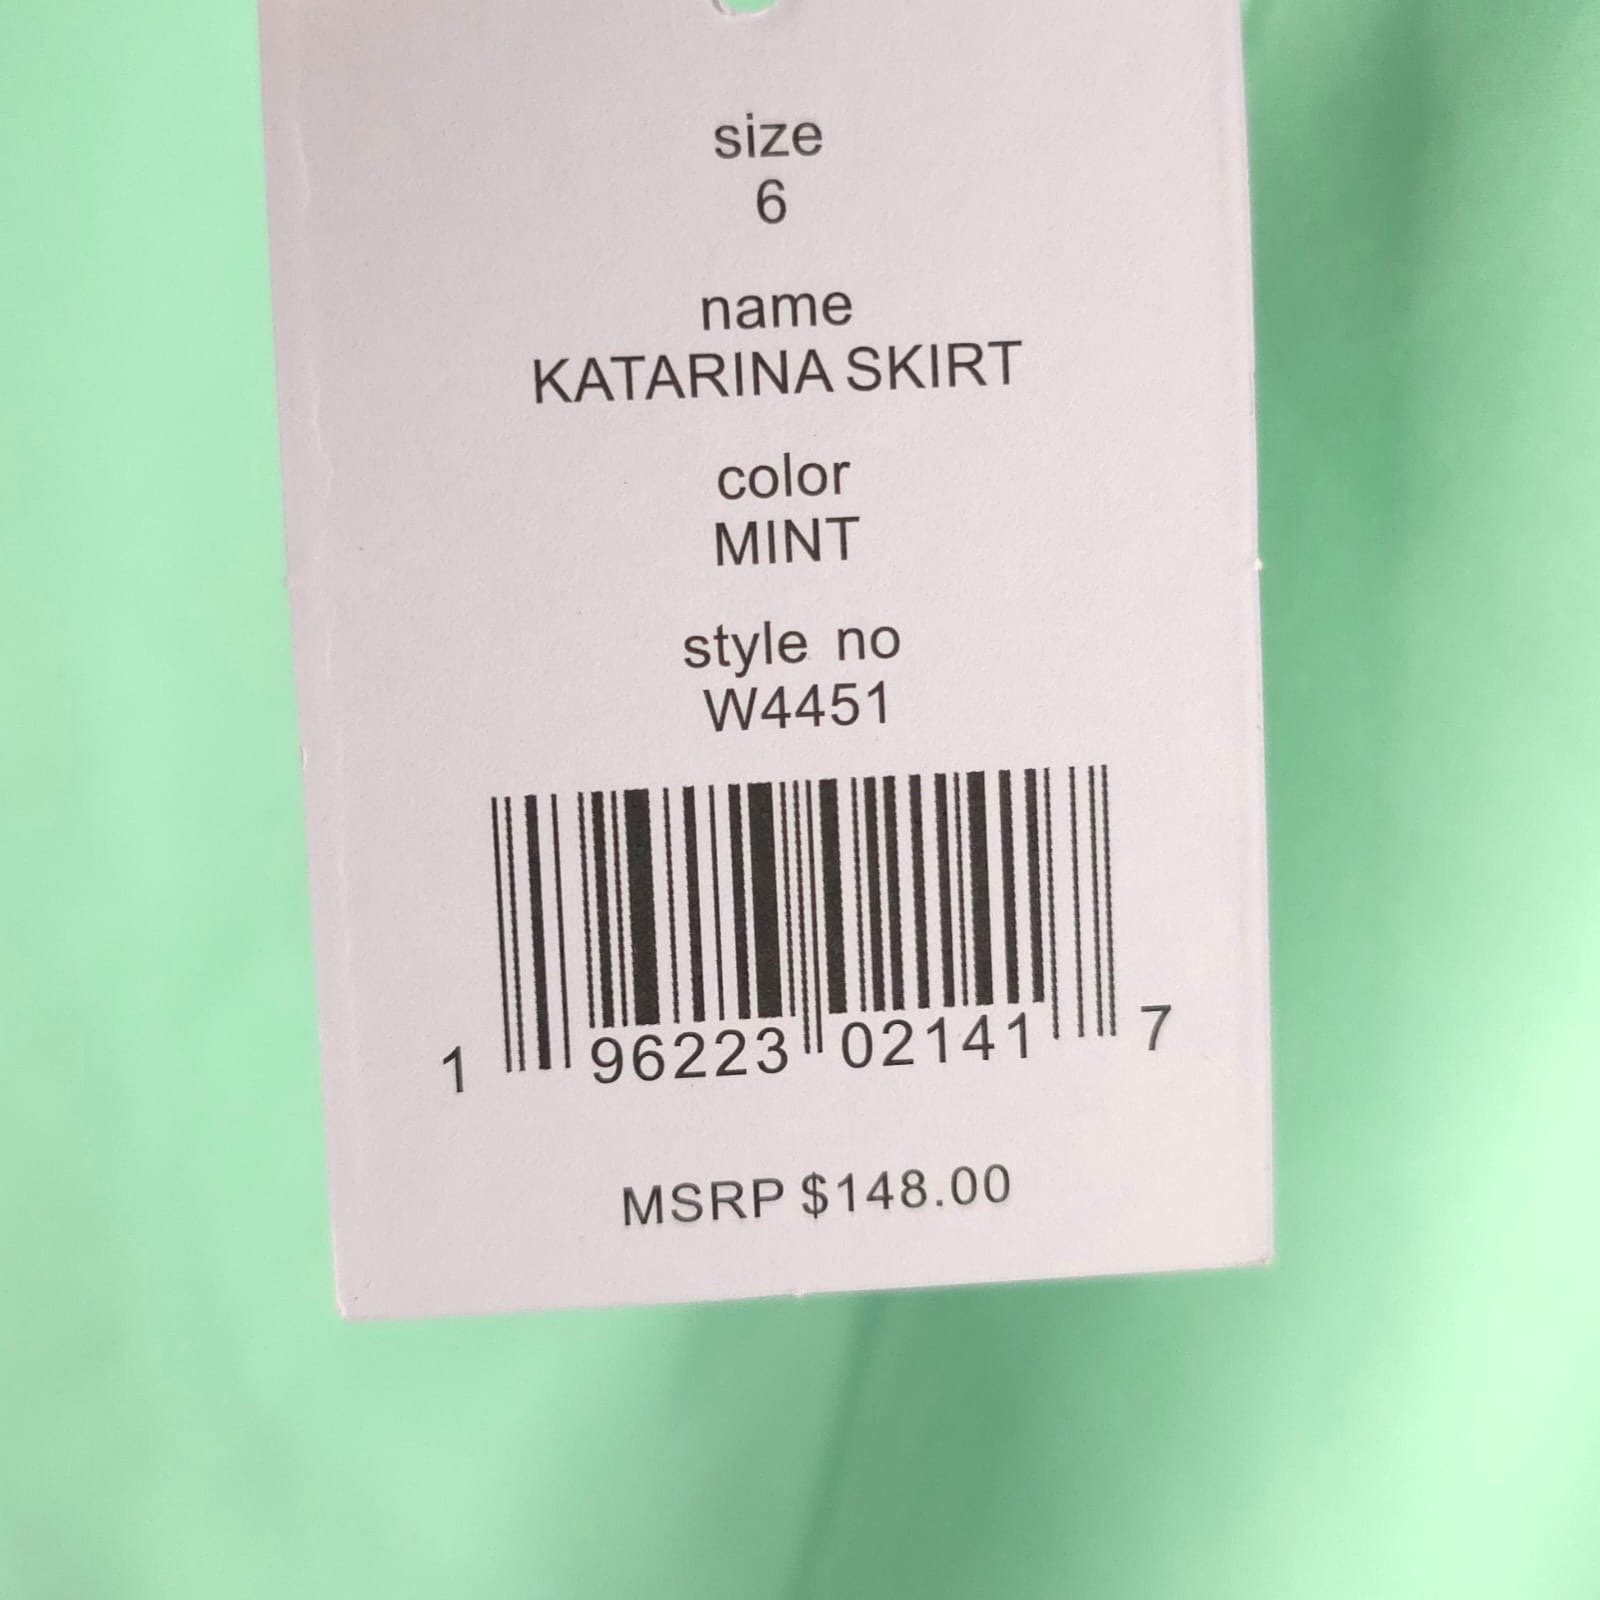 size
6
name
KATARINA SKIRT
color
MINT
style no
W4451
1 96223 02141 7
MSRP $148.00